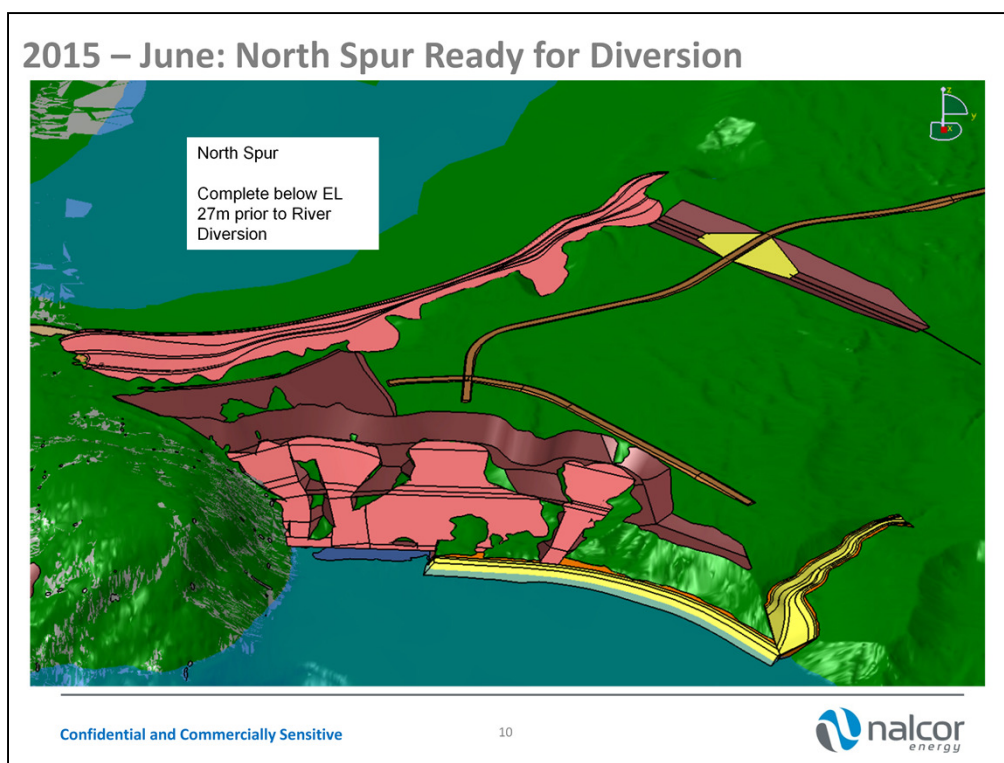 2015 – June: North Spur Ready for Diversion
North Spur
Complete below EL
27m prior to River
Diversion
z
y
x
Confidential and Commercially Sensitive
10
nalcor
energy